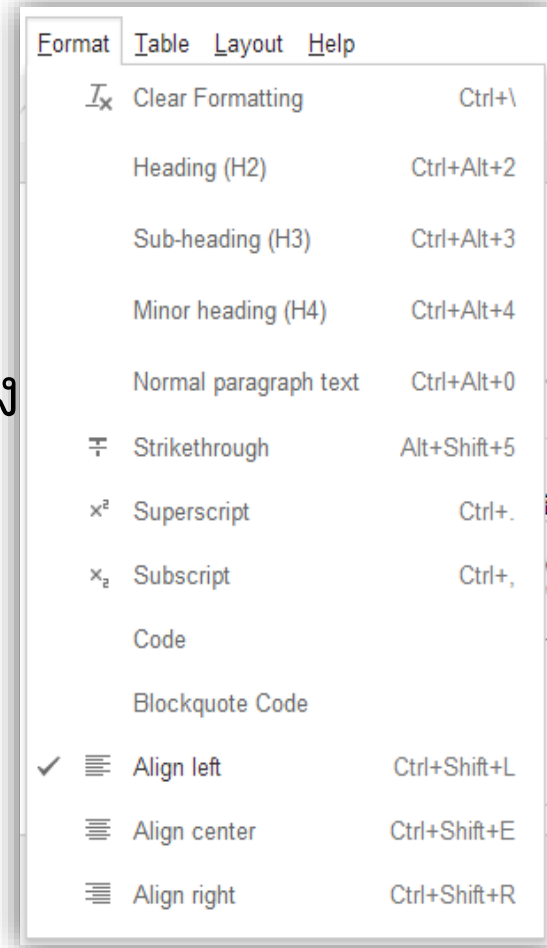 Format Table Layout Help
Clear Formatting Ctrl+\
Heading (H2) Ctrl+Alt+2
Sub-heading (H3) Ctrl+Alt+3
Minor heading (H4) Ctrl+Alt+4
Normal paragraph text Ctrl+Alt+0
Strikethrough Alt+Shift+5
x² Superscript Ctrl+.
x₂ Subscript Ctrl+,
Code
Blockquote Code
Align left Ctrl+Shift+L
Align center Ctrl+Shift+E
Align right Ctrl+Shift+R